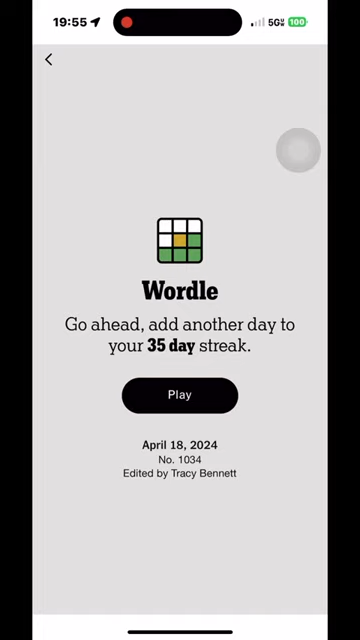 19:55
5G
100
Wordle
Go ahead, add another day to
your 35 day streak.
Play
April 18, 2024
No. 1034
Edited by Tracy Bennett